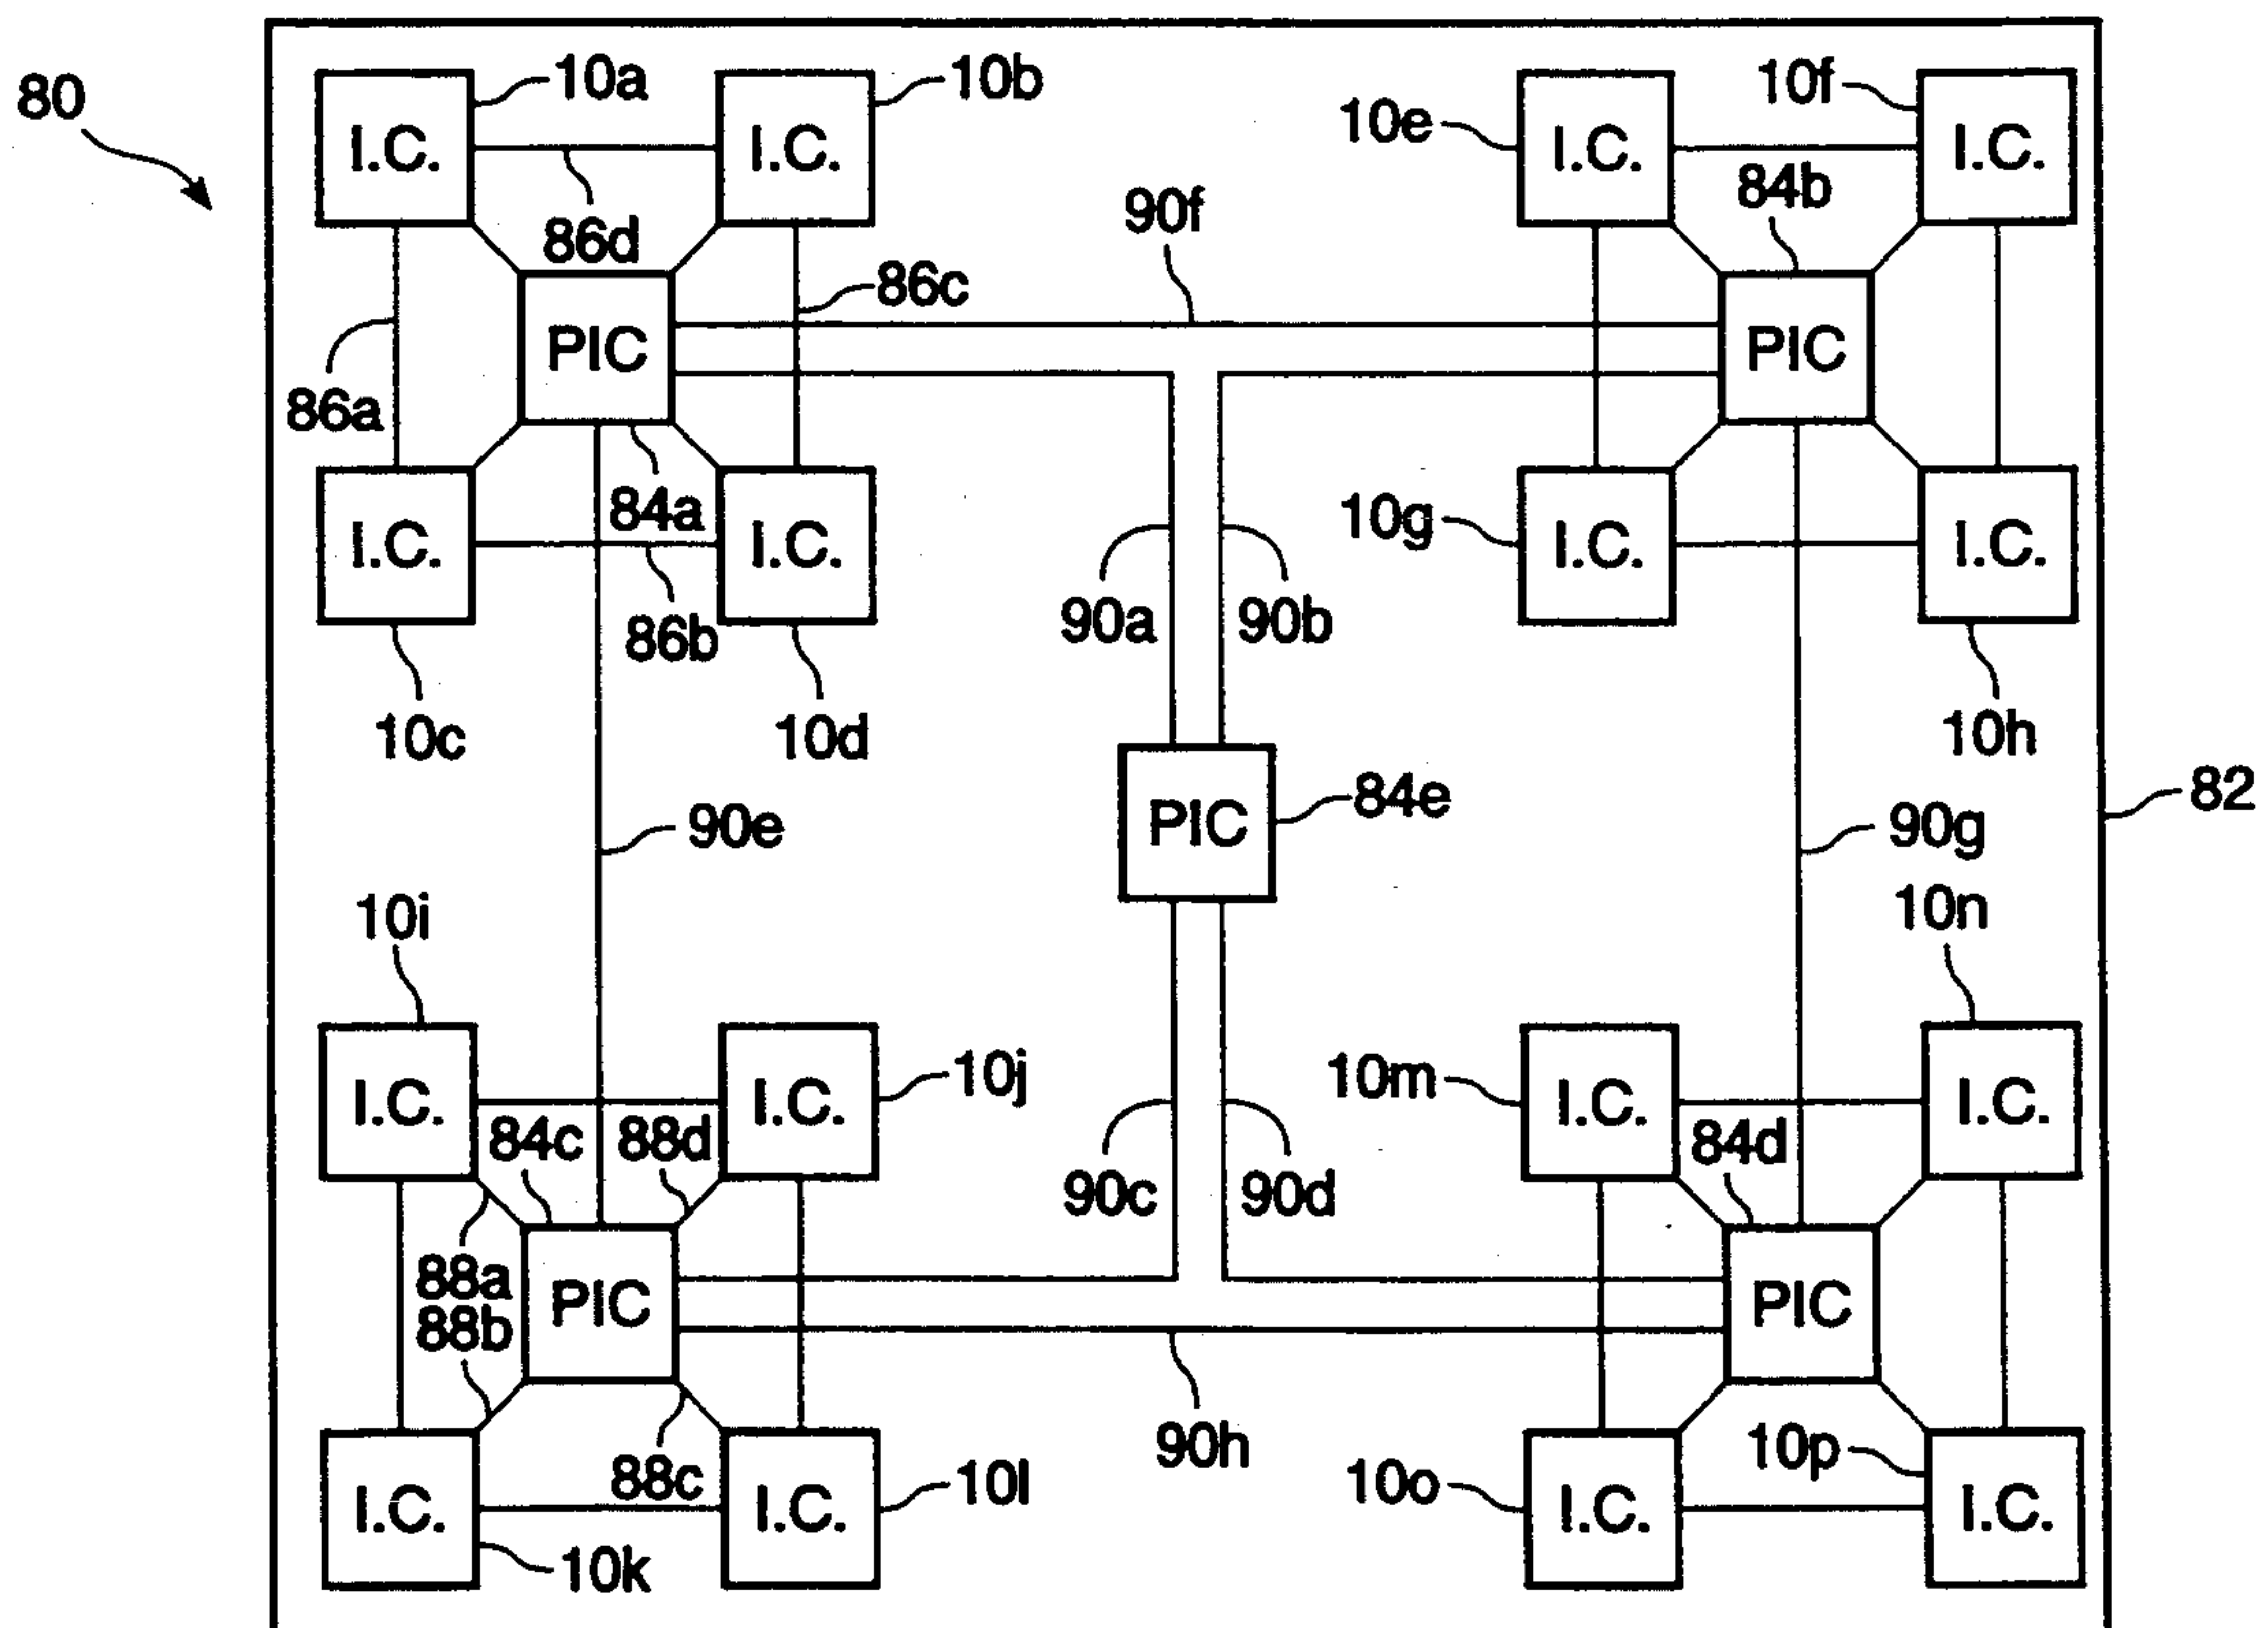 80
10a
10b
10e
10f
I.C.
I.C.
I.C.
I.C.
86d
84b
90f
86c
PIC
PIC
86a
84a
10g
I.C.
I.C.
I.C.
I.C.
86b
90a
90b
10c
10d
10h
82
PIC
84e
90e
90g
10i
10n
10j
10m
I.C.
I.C.
I.C.
I.C.
84c
88d
84d
90c
90d
88a
88b
PIC
PIC
90h
88c
10l
10o
10p
I.C.
I.C.
I.C.
I.C.
10k